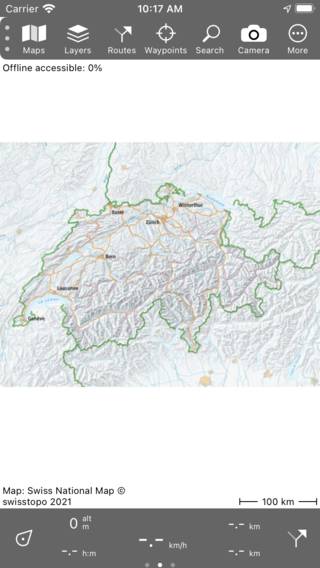 Carrier 10:17 AM
Maps Layers Routes Waypoints Search Camera More
Offline accessible: 0%
Basel
Winterthur
Zürich
Bern
Lausanne
Genève
Map: Swiss National Map ©
swisstopo 2021
100 km
0 alt m
-.- km
-.- km/h
-.- h:m
-.- km